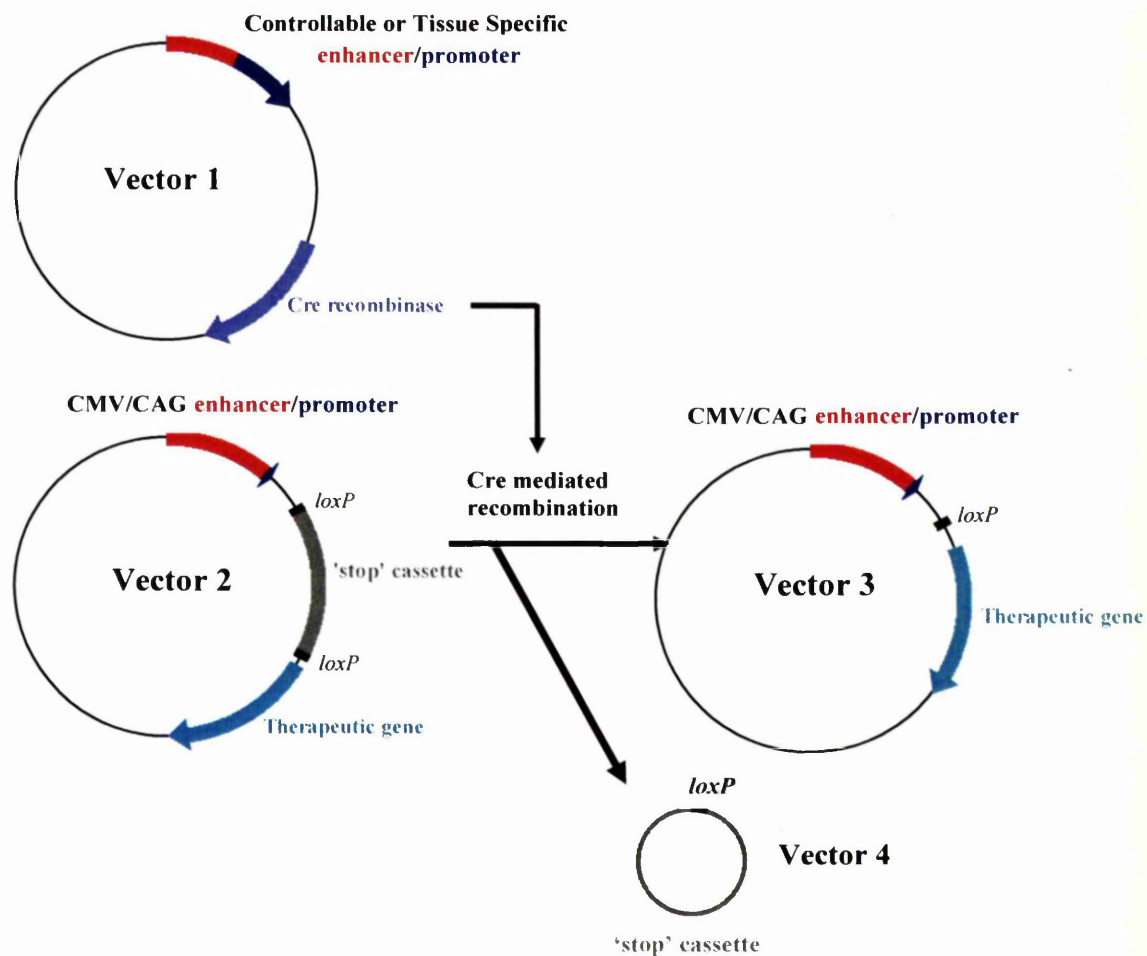 Controllable or Tissue Specific
enhancer/promoter
Vector 1
Cre recombinase
CMV/CAG enhancer/promoter
loxP
'stop' cassette
Vector 2
loxP
Therapeutic gene
Cre mediated
recombination
CMV/CAG enhancer/promoter
loxP
Vector 3
Therapeutic gene
loxP
Vector 4
'stop' cassette